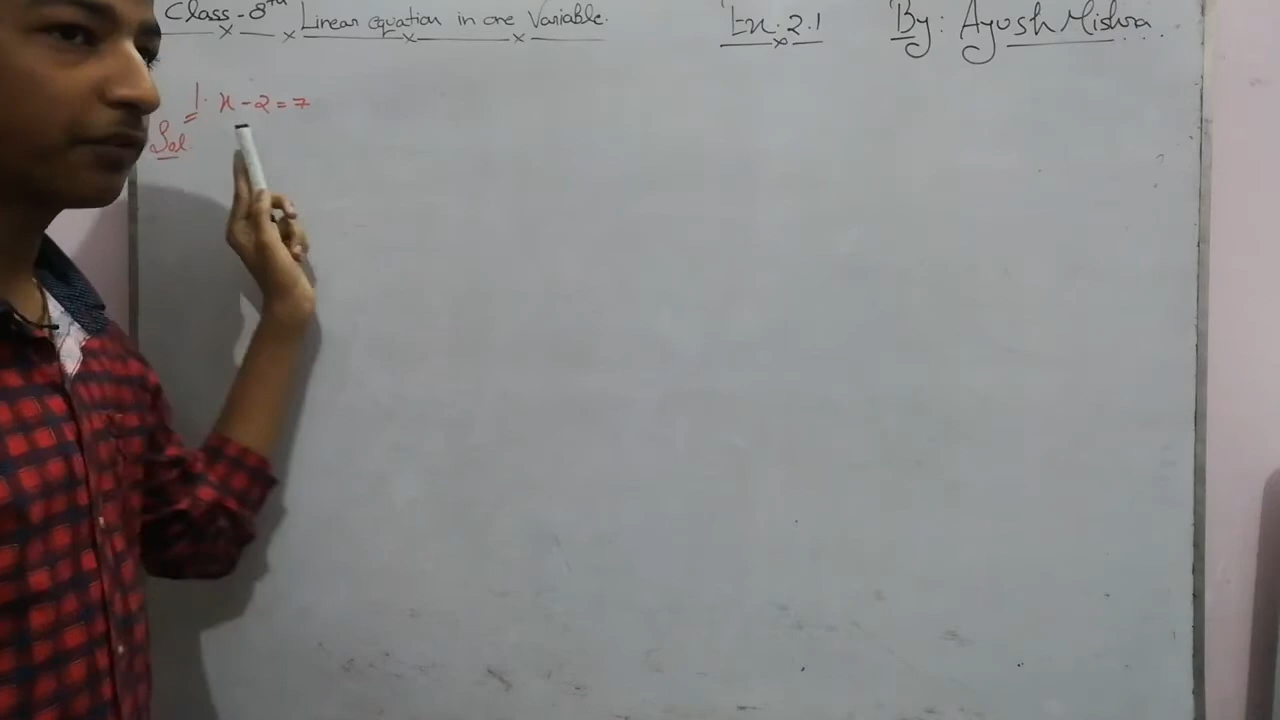 Class-8th Linear equation in one Variable. Ex. 2.1 By: Ayush Mishra
1. x-2=7
Sol